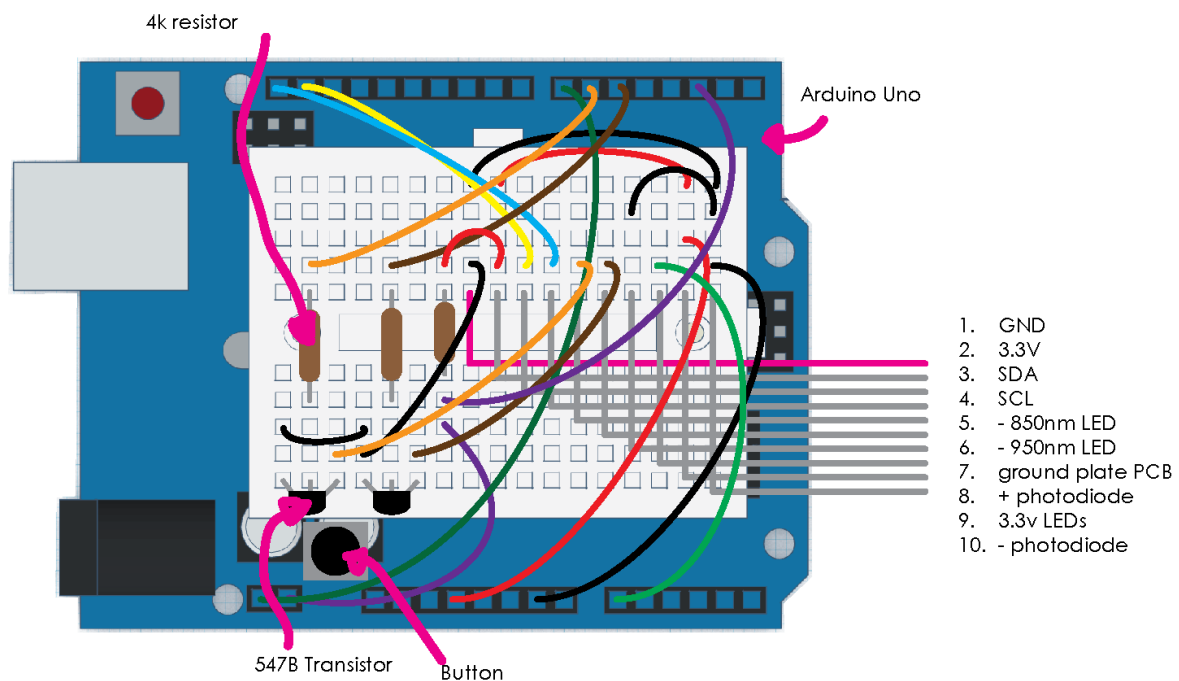 4k resistor
Arduino Uno
1. GND
2. 3.3V
3. SDA
4. SCL
5. - 850nm LED
6. - 950nm LED
7. ground plate PCB
8. + photodiode
9. 3.3v LEDs
10. - photodiode
547B Transistor
Button